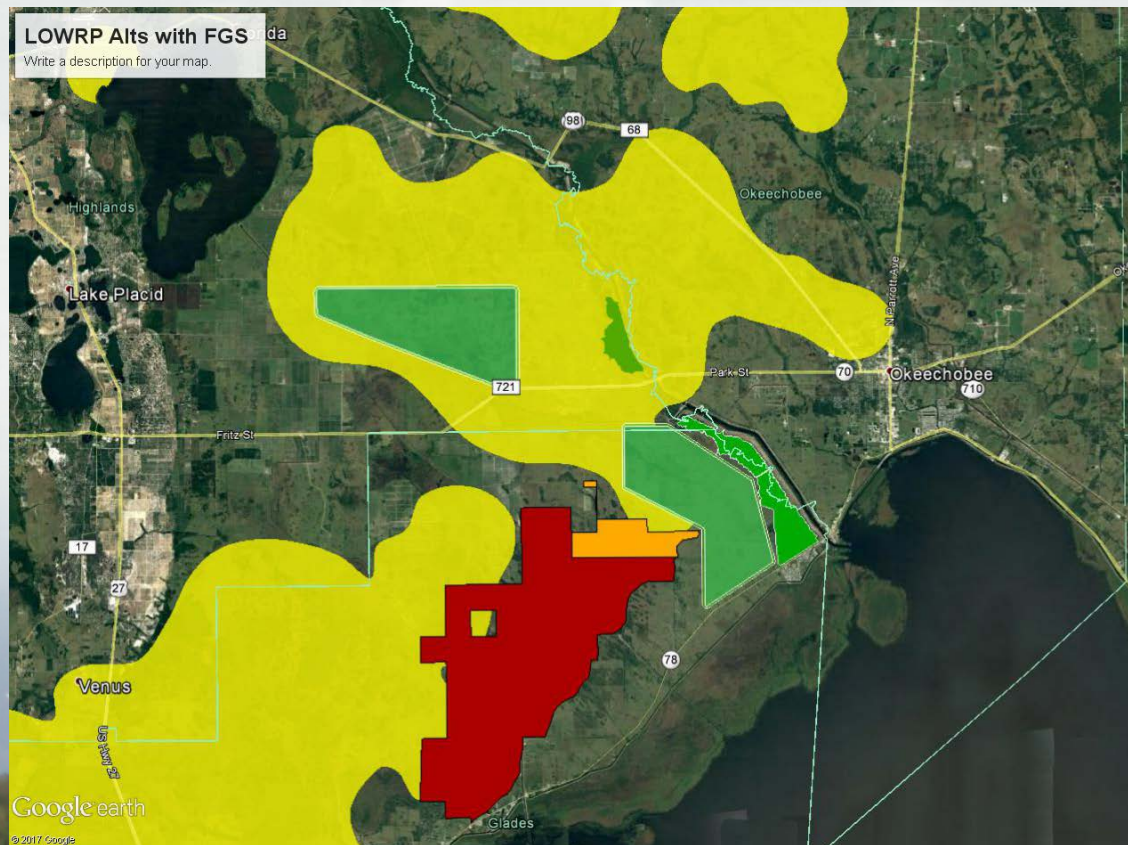 LOWRP Alts with FGS
Write a description for your map.
98
68
Highlands
Okeechobee
Lake Placid
N Parrott Ave
721
Park St
70
Okeechobee
710
Fritz St
17
27
78
Venus
US Hwy 27
Google earth
Glades
© 2017 Google